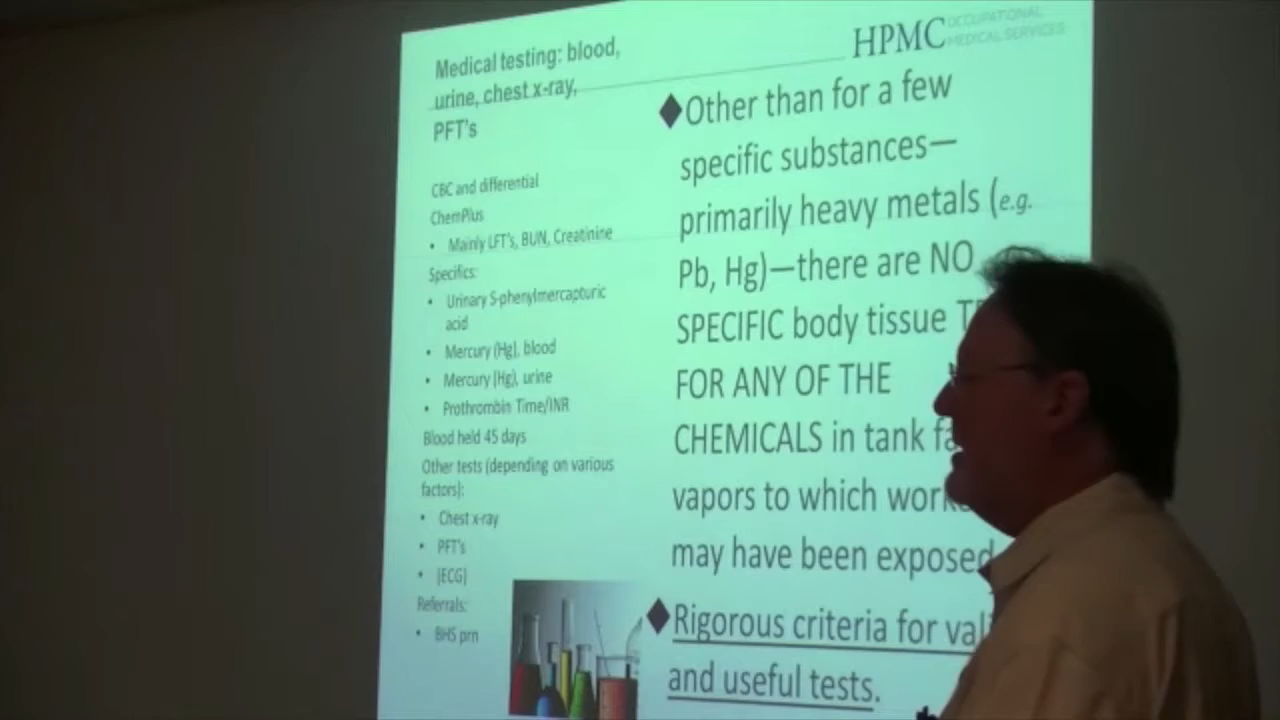 Medical testing: blood,
urine, chest x-ray,
PFT's
CBC and differential
ChemPlus
• Mainly LFT's, BUN, Creatinine
Specifics:
• Urinary S-phenylmercapturic
acid
• Mercury (Hg), blood
• Mercury (Hg), urine
• Prothrombin Time/INR
Blood held 45 days
Other tests (depending on various
factors):
• Chest x-ray
• PFT's
• (ECG)
Referrals:
• BHS prn
HPMC OCCUPATIONAL
MEDICAL SERVICES
◆Other than for a few
specific substances—
primarily heavy metals (e.g.
Pb, Hg)—there are NO
SPECIFIC body tissue
FOR ANY OF THE
CHEMICALS in tank
vapors to which
may have been exposed
◆Rigorous criteria for
and useful tests.